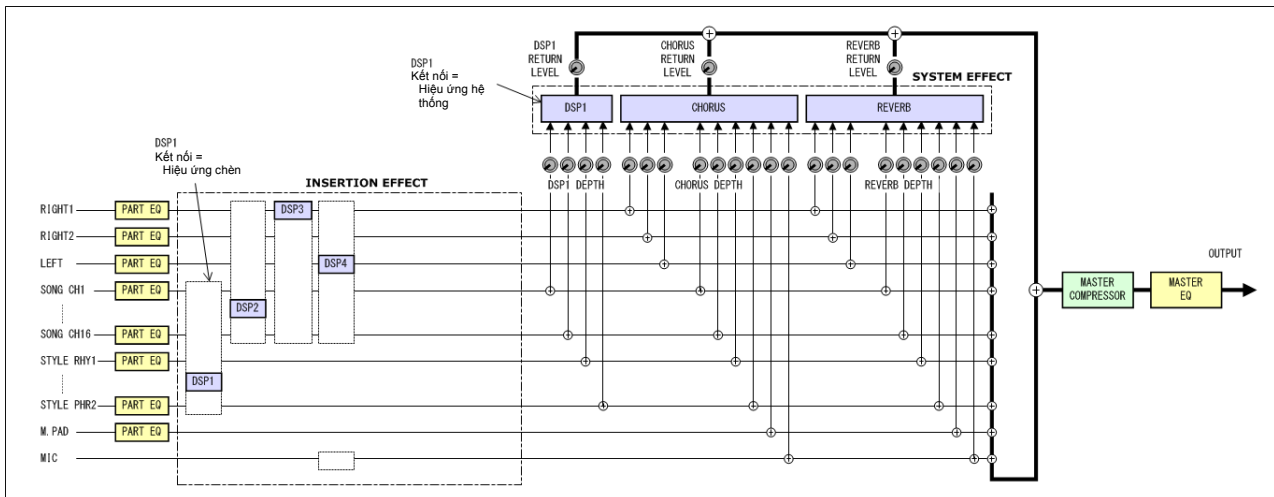 DSP1
RETURN
LEVEL
CHORUS
RETURN
LEVEL
REVERB
RETURN
LEVEL
SYSTEM EFFECT
DSP1
Kết nối =
Hiệu ứng hệ
thống
DSP1
CHORUS
REVERB
DSP1 DEPTH
CHORUS DEPTH
REVERB DEPTH
DSP1
Kết nối =
Hiệu ứng chèn
INSERTION EFFECT
RIGHT1
PART EQ
DSP3
RIGHT2
PART EQ
LEFT
PART EQ
DSP4
SONG CH1
PART EQ
DSP2
SONG CH16
PART EQ
STYLE RHY1
PART EQ
DSP1
STYLE PHR2
PART EQ
M.PAD
PART EQ
MIC
OUTPUT
MASTER
COMPRESSOR
MASTER
EQ